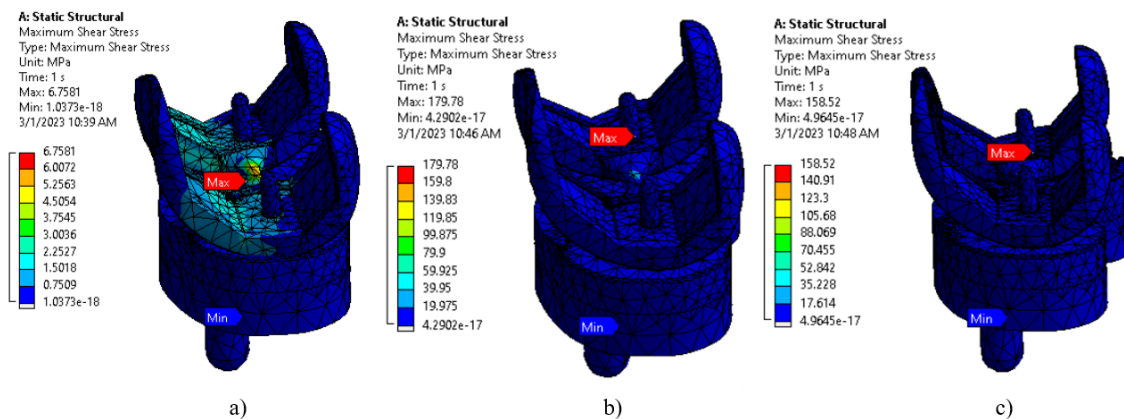 A: Static Structural
Maximum Shear Stress
Type: Maximum Shear Stress
Unit: MPa
Time: 1 s
Max: 6.7581
Min: 1.0373e-18
3/1/2023 10:39 AM
6.7581
6.0072
5.2563
4.5054
3.7545
3.0036
2.2527
1.5018
0.7509
1.0373e-18
Max
Min
a)
A: Static Structural
Maximum Shear Stress
Type: Maximum Shear Stress
Unit: MPa
Time: 1 s
Max: 179.78
Min: 4.2902e-17
3/1/2023 10:46 AM
179.78
159.8
139.83
119.85
99.875
79.9
59.925
39.95
19.975
4.2902e-17
Max
Min
b)
A: Static Structural
Maximum Shear Stress
Type: Maximum Shear Stress
Unit: MPa
Time: 1 s
Max: 158.52
Min: 4.9645e-17
3/1/2023 10:48 AM
158.52
140.91
123.3
105.68
88.069
70.455
52.842
35.228
17.614
4.9645e-17
Max
Min
c)